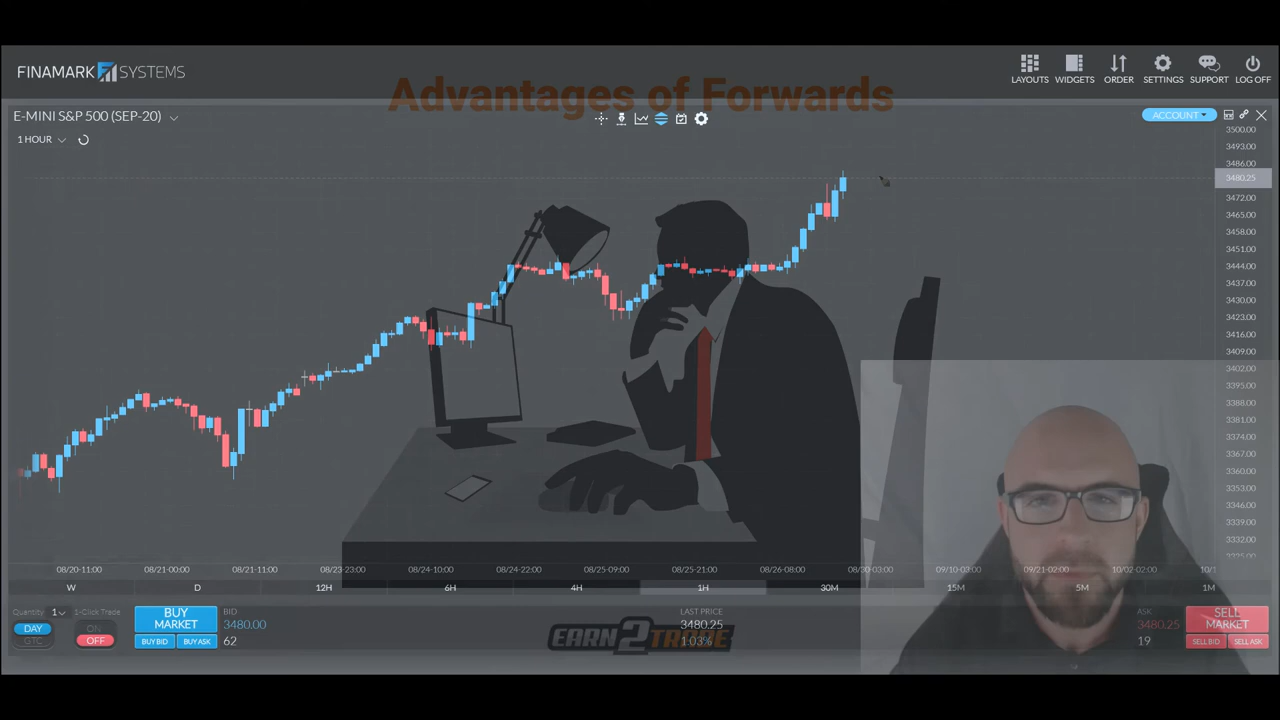 Advantages of Forwards
FINAMARK SYSTEMS
LAYOUTS WIDGETS ORDER SETTINGS SUPPORT LOG OFF
E-MINI S&P 500 (SEP-20)
ACCOUNT
1 HOUR
3500.00
3493.00
3486.00
3480.25
3472.00
3465.00
3458.00
3451.00
3444.00
3437.00
3430.00
3423.00
3416.00
3409.00
3402.00
3395.00
3388.00
3381.00
3374.00
3367.00
3360.00
3353.00
3346.00
3339.00
3332.00
08/20-11:00 08/21-00:00 08/21-11:00 08/23-23:00 08/24-10:00 08/24-22:00 08/25-09:00 08/25-21:00 08/26-08:00 08/30-03:00 09/10-03:00 09/21-02:00 10/02-02:00 10/1
W D 12H 6H 4H 1H 30M 15M 5M 1M
Quantity 1 1-Click Trade BUY MARKET BID LAST PRICE ASK SELL MARKET
DAY ON 3480.00 3480.25 3480.25
GTC OFF BUY BID BUY ASK 62 1.03% 19 SELL BID SELL ASK
EARN2TRADE